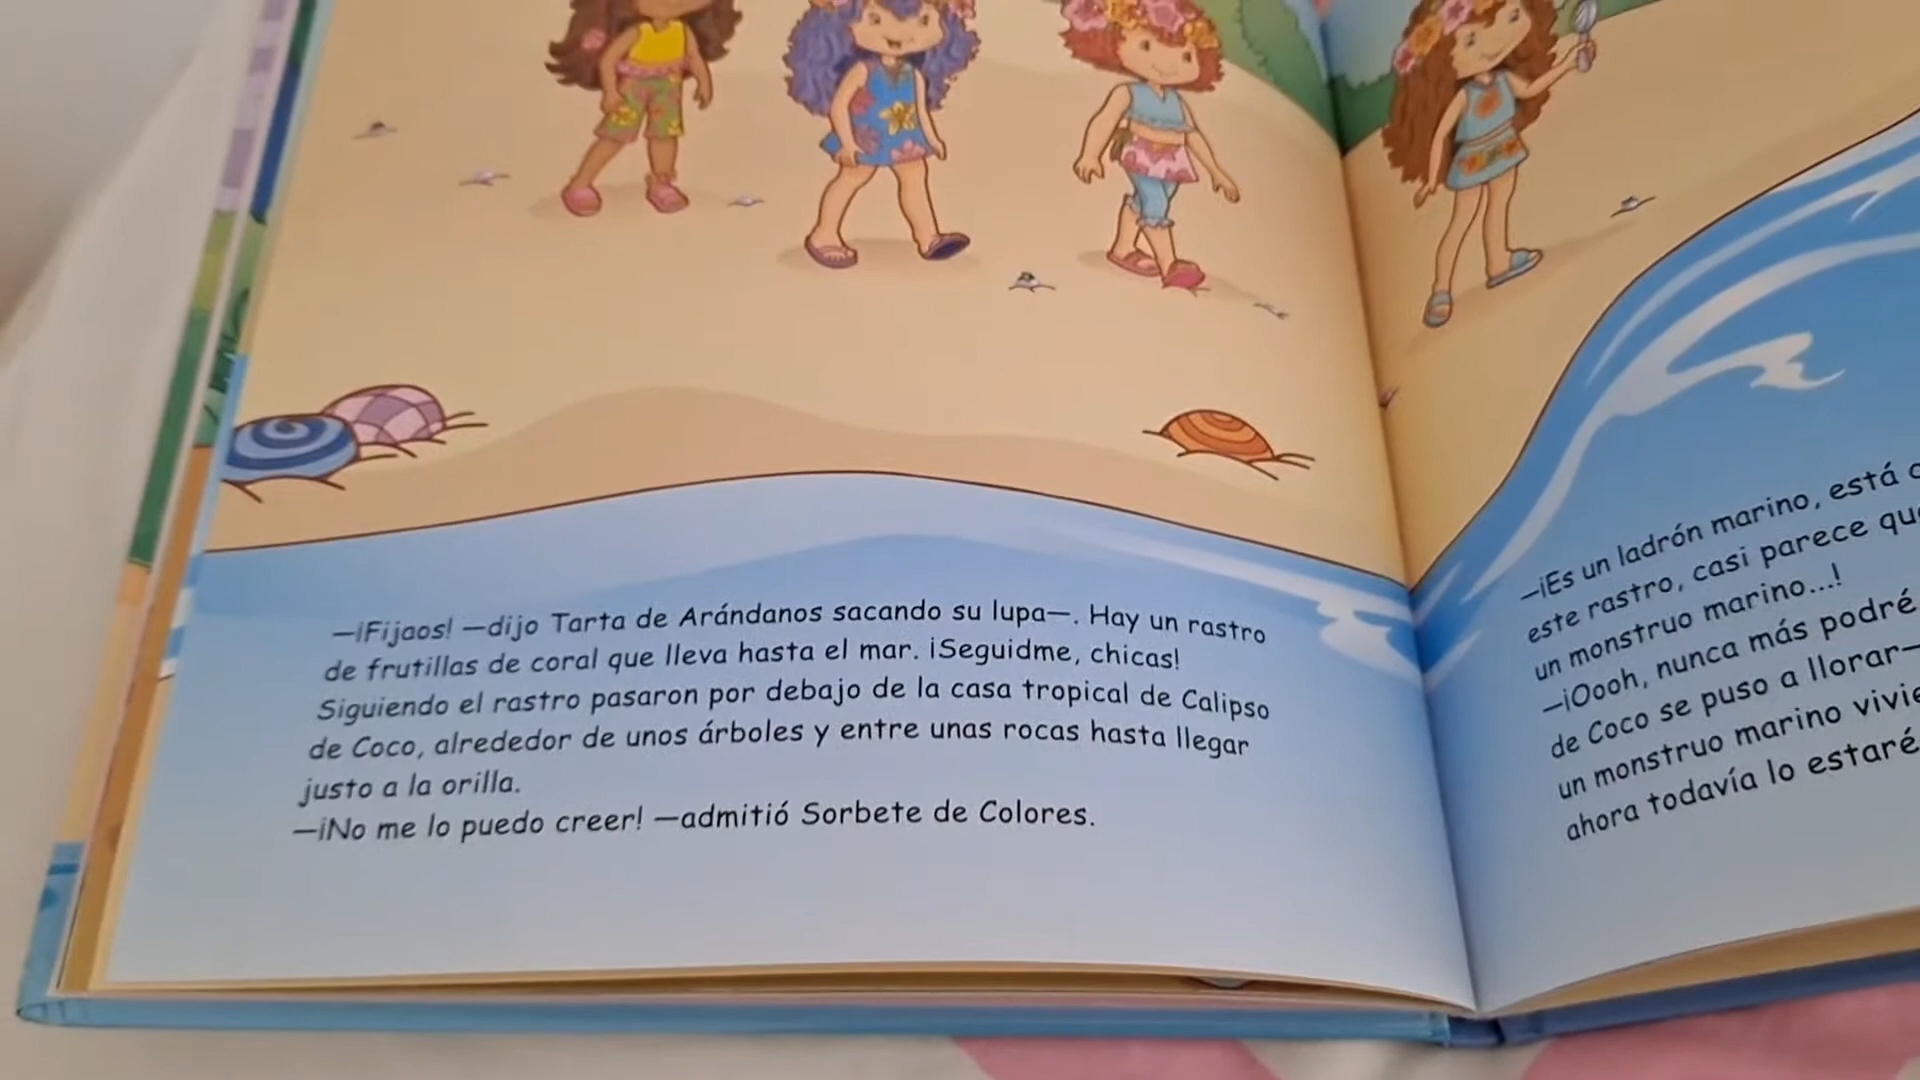 —¡Fijaos! —dijo Tarta de Arándanos sacando su lupa—. Hay un rastro
de frutillas de coral que lleva hasta el mar. ¡Seguidme, chicas!
Siguiendo el rastro pasaron por debajo de la casa tropical de Calipso
de Coco, alrededor de unos árboles y entre unas rocas hasta llegar
justo a la orilla.
—¡No me lo puedo creer! —admitió Sorbete de Colores.
—¡Es un ladrón marino, está
este rastro, casi parece
un monstruo marino...!
—¡Oooh, nunca más podré
de Coco se puso a llorar—
un monstruo marino
ahora todavía lo estaré